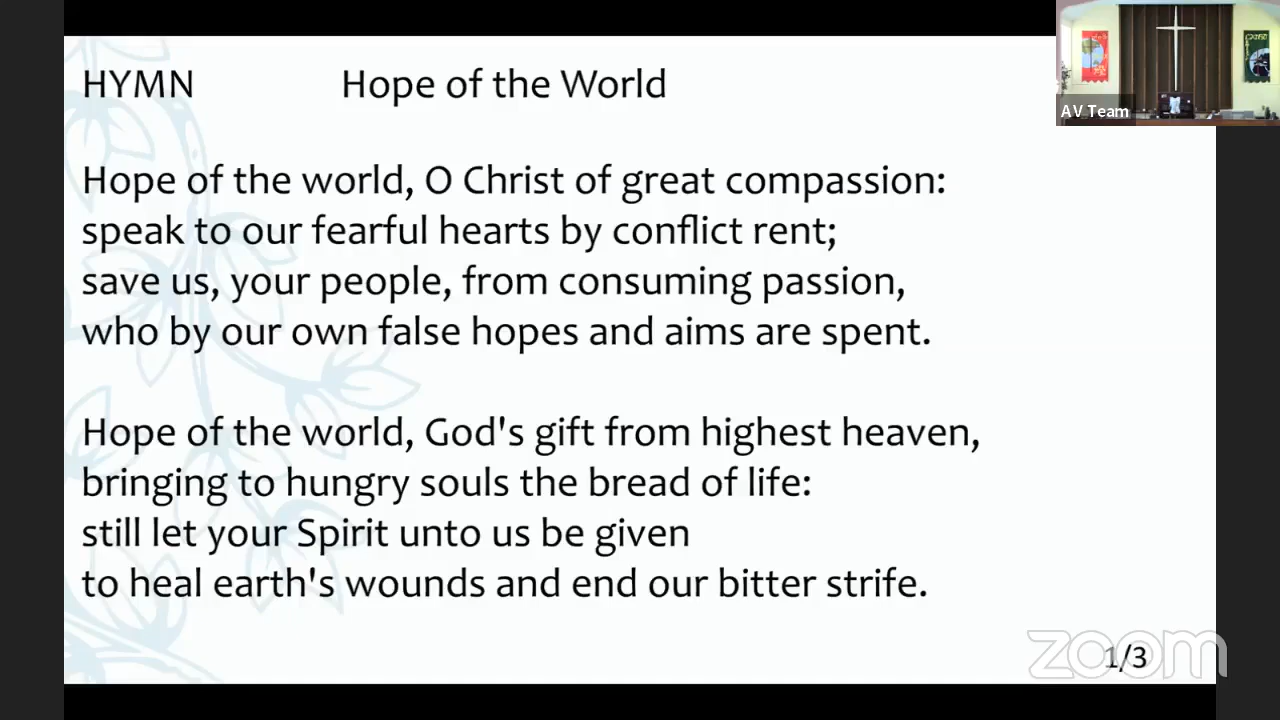 HYMN Hope of the World
Hope of the world, O Christ of great compassion:
speak to our fearful hearts by conflict rent;
save us, your people, from consuming passion,
who by our own false hopes and aims are spent.
Hope of the world, God's gift from highest heaven,
bringing to hungry souls the bread of life:
still let your Spirit unto us be given
to heal earth's wounds and end our bitter strife.
1/3
zoom
AV Team